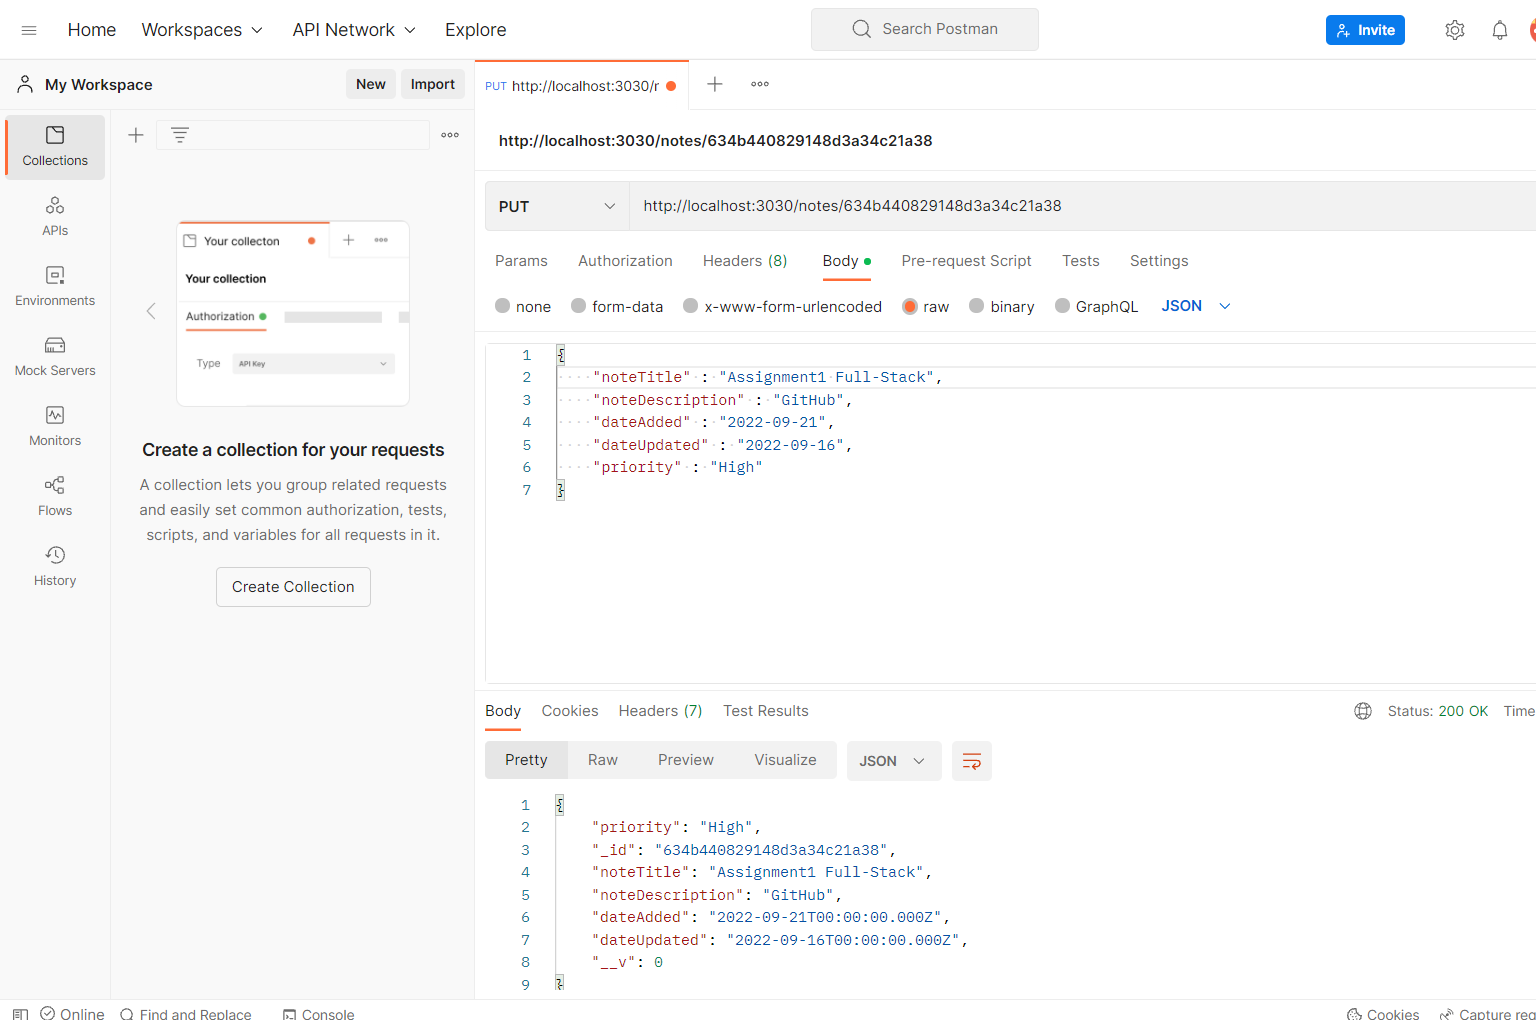 Home Workspaces API Network Explore Search Postman Invite
My Workspace New Import PUT http://localhost:3030/
Collections
APIs
Environments
Mock Servers
Monitors
Flows
History
Your collecton
Your collection
Authorization
Type API Key
Create a collection for your requests
A collection lets you group related requests
and easily set common authorization, tests,
scripts, and variables for all requests in it.
Create Collection
http://localhost:3030/notes/634b440829148d3a34c21a38
PUT http://localhost:3030/notes/634b440829148d3a34c21a38
Params Authorization Headers (8) Body Pre-request Script Tests Settings
none form-data x-www-form-urlencoded raw binary GraphQL JSON
1 {
2 "noteTitle" : "Assignment1 Full-Stack",
3 "noteDescription" : "GitHub",
4 "dateAdded" : "2022-09-21",
5 "dateUpdated" : "2022-09-16",
6 "priority" : "High"
7 }
Body Cookies Headers (7) Test Results Status: 200 OK Time
Pretty Raw Preview Visualize JSON
1 {
2 "priority": "High",
3 "_id": "634b440829148d3a34c21a38",
4 "noteTitle": "Assignment1 Full-Stack",
5 "noteDescription": "GitHub",
6 "dateAdded": "2022-09-21T00:00:00.000Z",
7 "dateUpdated": "2022-09-16T00:00:00.000Z",
8 "__v": 0
9 }
Online Find and Replace Console Cookies Capture req